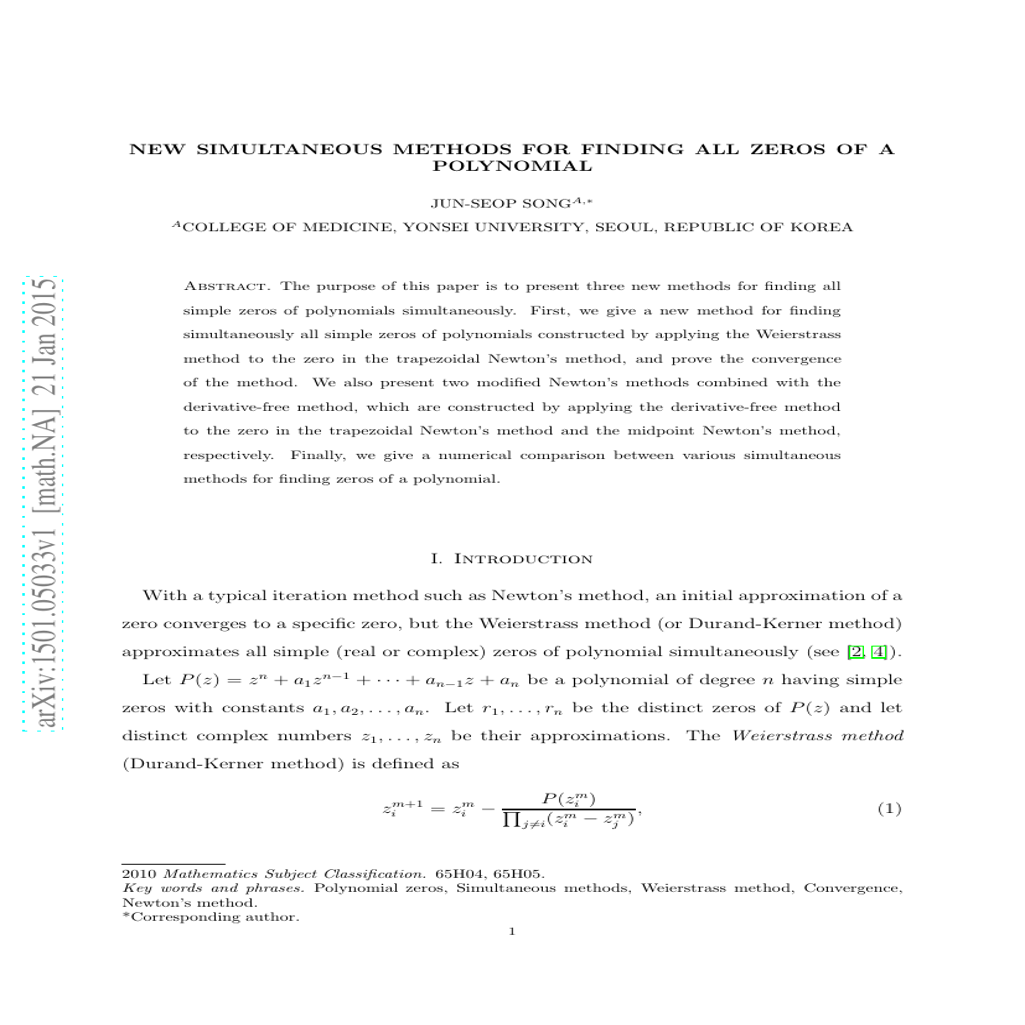 NEW SIMULTANEOUS METHODS FOR FINDING ALL ZEROS OF A
POLYNOMIAL
JUN-SEOP SONG^{A,*}
^{A}COLLEGE OF MEDICINE, YONSEI UNIVERSITY, SEOUL, REPUBLIC OF KOREA
ABSTRACT. The purpose of this paper is to present three new methods for finding all
simple zeros of polynomials simultaneously. First, we give a new method for finding
simultaneously all simple zeros of polynomials constructed by applying the Weierstrass
method to the zero in the trapezoidal Newton's method, and prove the convergence
of the method. We also present two modified Newton's methods combined with the
derivative-free method, which are constructed by applying the derivative-free method
to the zero in the trapezoidal Newton's method and the midpoint Newton's method,
respectively. Finally, we give a numerical comparison between various simultaneous
methods for finding zeros of a polynomial.
I. INTRODUCTION
With a typical iteration method such as Newton's method, an initial approximation of a
zero converges to a specific zero, but the Weierstrass method (or Durand-Kerner method)
approximates all simple (real or complex) zeros of polynomial simultaneously (see [2, 4]).
Let P(z) = z^n + a_1z^{n−1} + ··· + a_{n−1}z + a_n be a polynomial of degree n having simple
zeros with constants a_1, a_2, ..., a_n. Let r_1, ..., r_n be the distinct zeros of P(z) and let
distinct complex numbers z_1, ..., z_n be their approximations. The Weierstrass method
(Durand-Kerner method) is defined as
z_i^{m+1} = z_i^m − \frac{P(z_i^m)}{∏_{j≠i}(z_i^m − z_j^m)}, (1)
2010 Mathematics Subject Classification. 65H04, 65H05.
Key words and phrases. Polynomial zeros, Simultaneous methods, Weierstrass method, Convergence,
Newton's method.
*Corresponding author.
1
arXiv:1501.05033v1 [math.NA] 21 Jan 2015